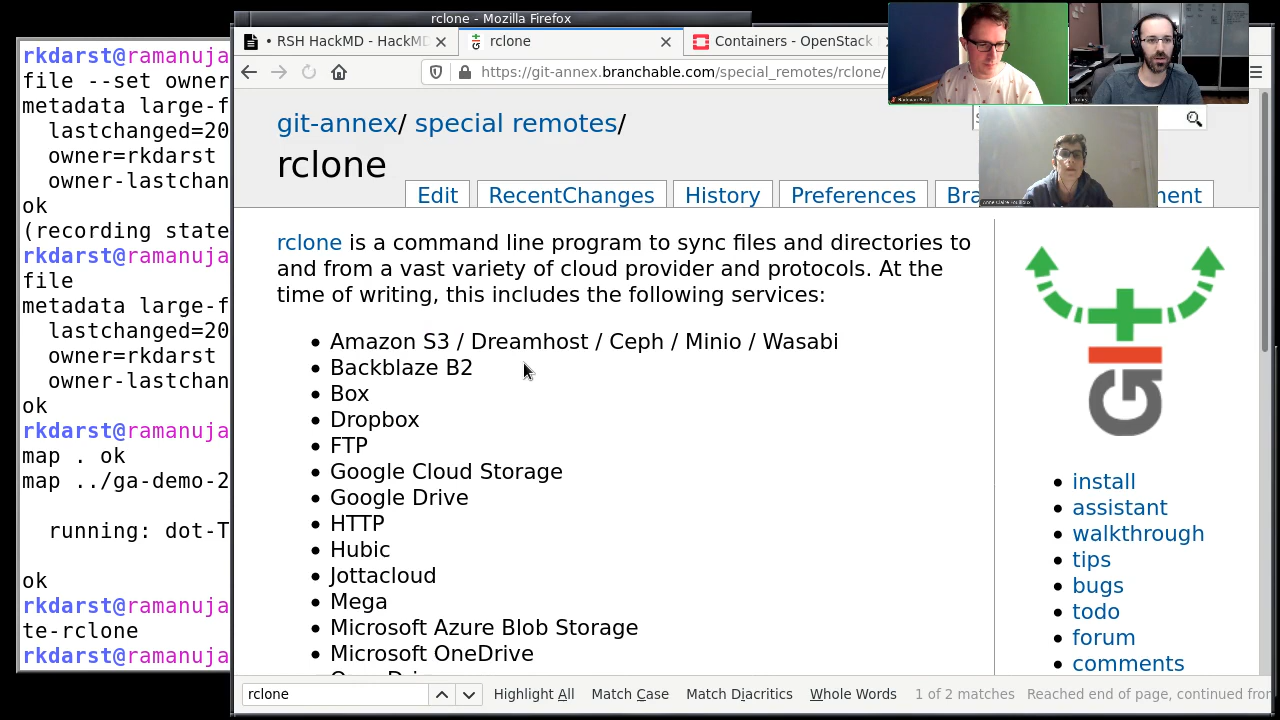 rclone - Mozilla Firefox
• RSH HackMD - HackMD
rclone
Containers - OpenStack
https://git-annex.branchable.com/special_remotes/rclone/
git-annex/ special remotes/
rclone
Edit
RecentChanges
History
Preferences
Bra
ment
rclone is a command line program to sync files and directories to
and from a vast variety of cloud provider and protocols. At the
time of writing, this includes the following services:
• Amazon S3 / Dreamhost / Ceph / Minio / Wasabi
• Backblaze B2
• Box
• Dropbox
• FTP
• Google Cloud Storage
• Google Drive
• HTTP
• Hubic
• Jottacloud
• Mega
• Microsoft Azure Blob Storage
• Microsoft OneDrive
GIT
• install
• assistant
• walkthrough
• tips
• bugs
• todo
• forum
• comments
rclone
Highlight All
Match Case
Match Diacritics
Whole Words
1 of 2 matches
Reached end of page, continued from
rkdarst@ramanuja
file --set owner
metadata large-f
lastchanged=20
owner=rkdarst
owner-lastchan
ok
(recording state
rkdarst@ramanuja
file
metadata large-f
lastchanged=20
owner=rkdarst
owner-lastchan
ok
rkdarst@ramanuja
map . ok
map ../ga-demo-2
running: dot-T
ok
rkdarst@ramanuja
te-rclone
rkdarst@ramanuja